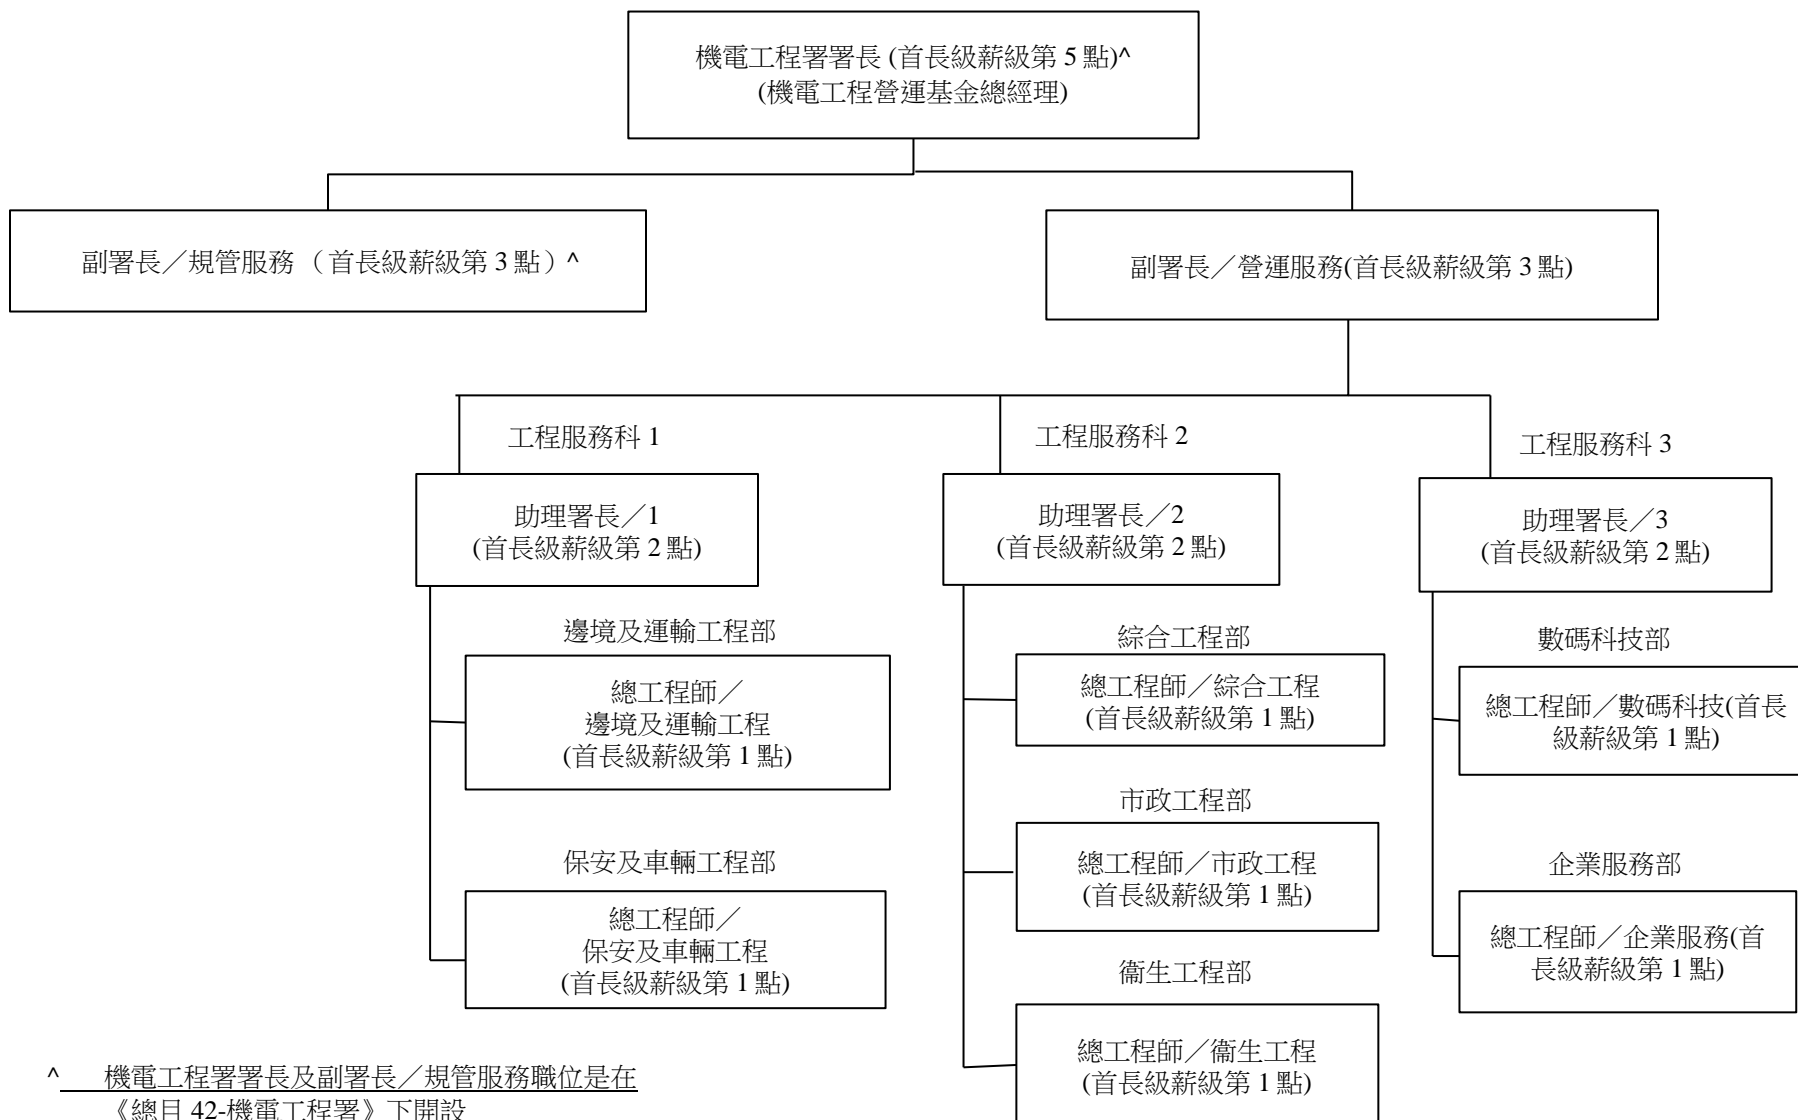 機電工程署署長 (首長級薪級第 5 點)^
(機電工程營運基金總經理)
副署長／規管服務 （首長級薪級第 3 點）^
副署長／營運服務(首長級薪級第 3 點)
工程服務科 1
助理署長／1
(首長級薪級第 2 點)
邊境及運輸工程部
總工程師／
邊境及運輸工程
(首長級薪級第 1 點)
保安及車輛工程部
總工程師／
保安及車輛工程
(首長級薪級第 1 點)
工程服務科 2
助理署長／2
(首長級薪級第 2 點)
綜合工程部
總工程師／綜合工程
(首長級薪級第 1 點)
市政工程部
總工程師／市政工程
(首長級薪級第 1 點)
衞生工程部
總工程師／衞生工程
(首長級薪級第 1 點)
工程服務科 3
助理署長／3
(首長級薪級第 2 點)
數碼科技部
總工程師／數碼科技(首長
級薪級第 1 點)
企業服務部
總工程師／企業服務(首
長級薪級第 1 點)
^ 機電工程署署長及副署長／規管服務職位是在
《總目 42-機電工程署》下開設